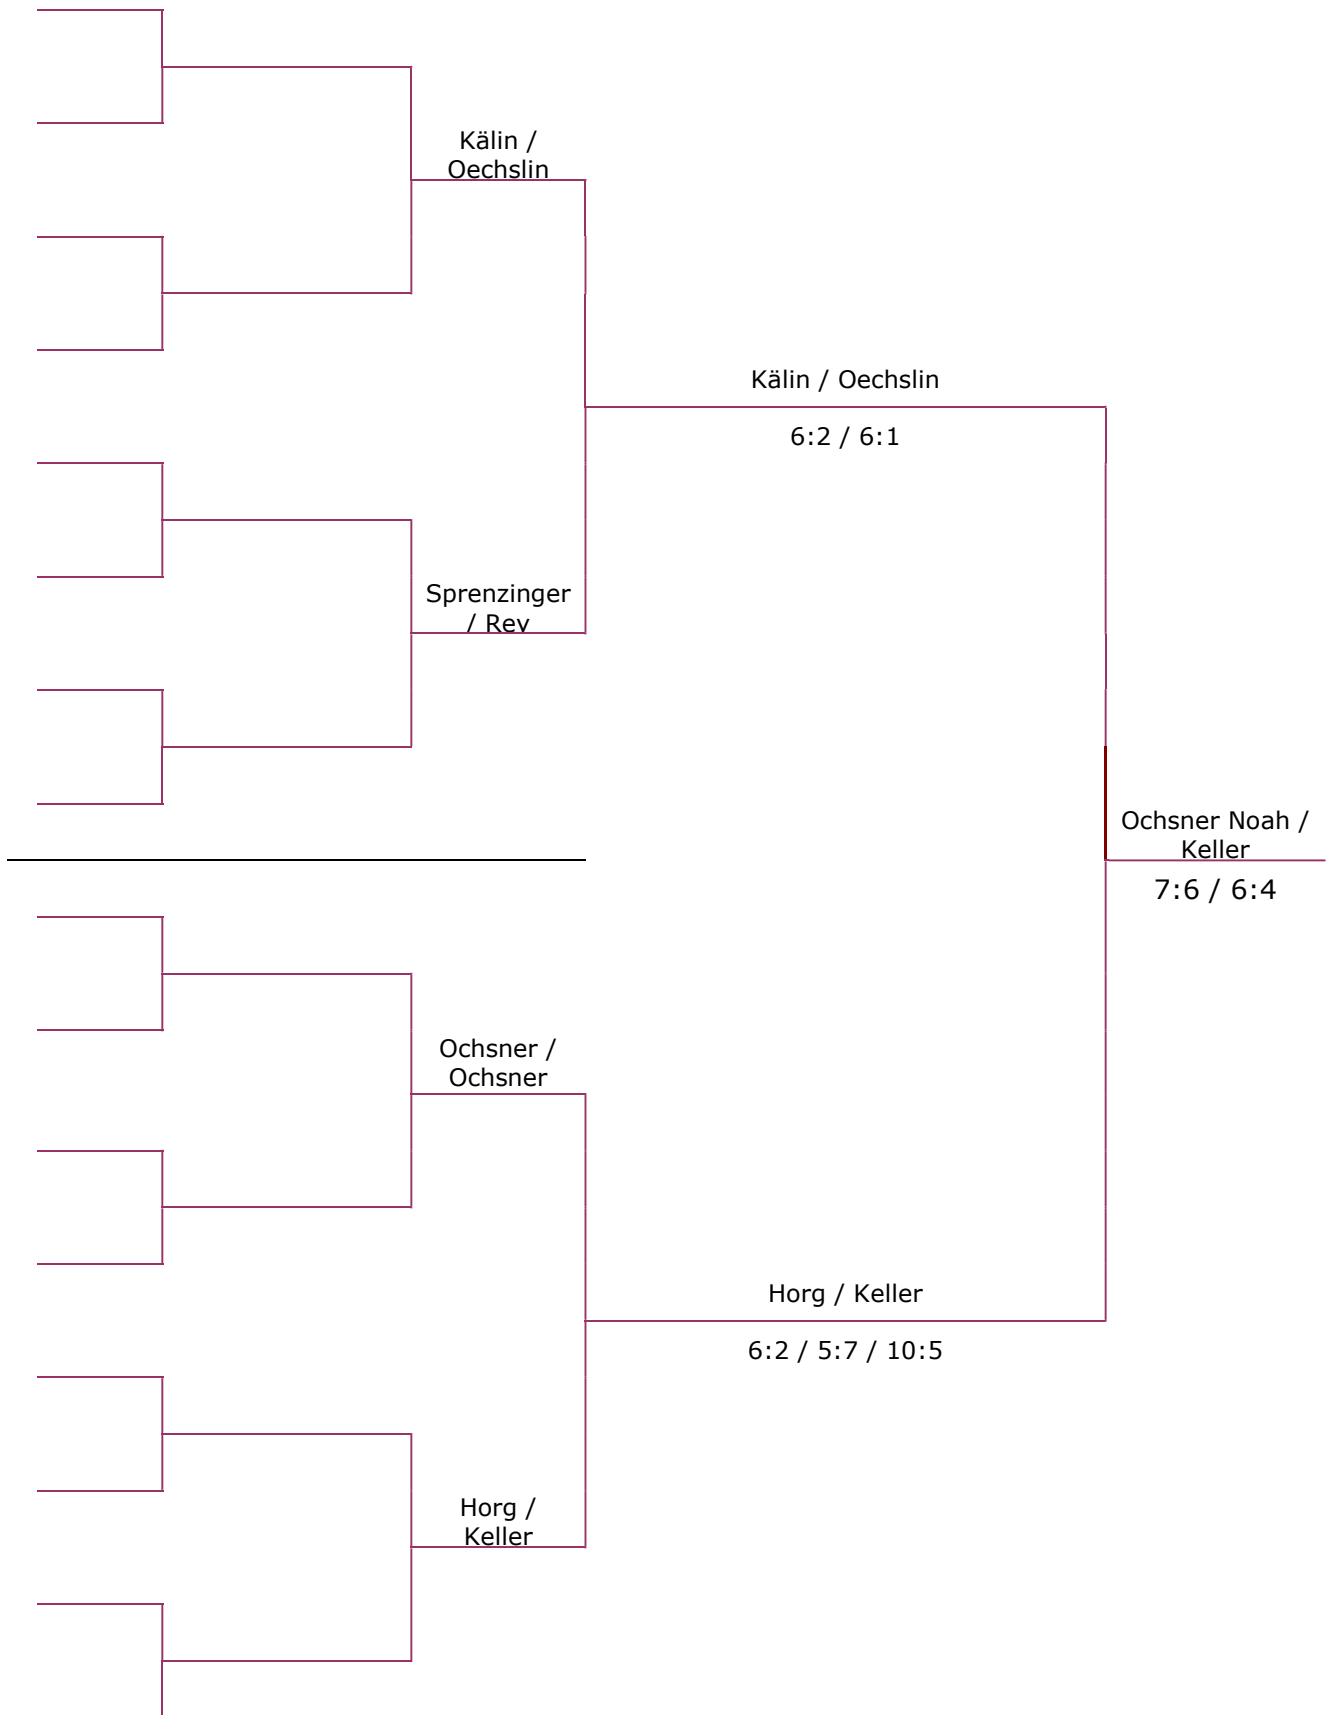 Kälin /
Oechslin
Kälin / Oechslin
6:2 / 6:1
Sprenzinger
/ Rey
Ochsner Noah /
Keller
7:6 / 6:4
Ochsner /
Ochsner
Horg / Keller
6:2 / 5:7 / 10:5
Horg /
Keller